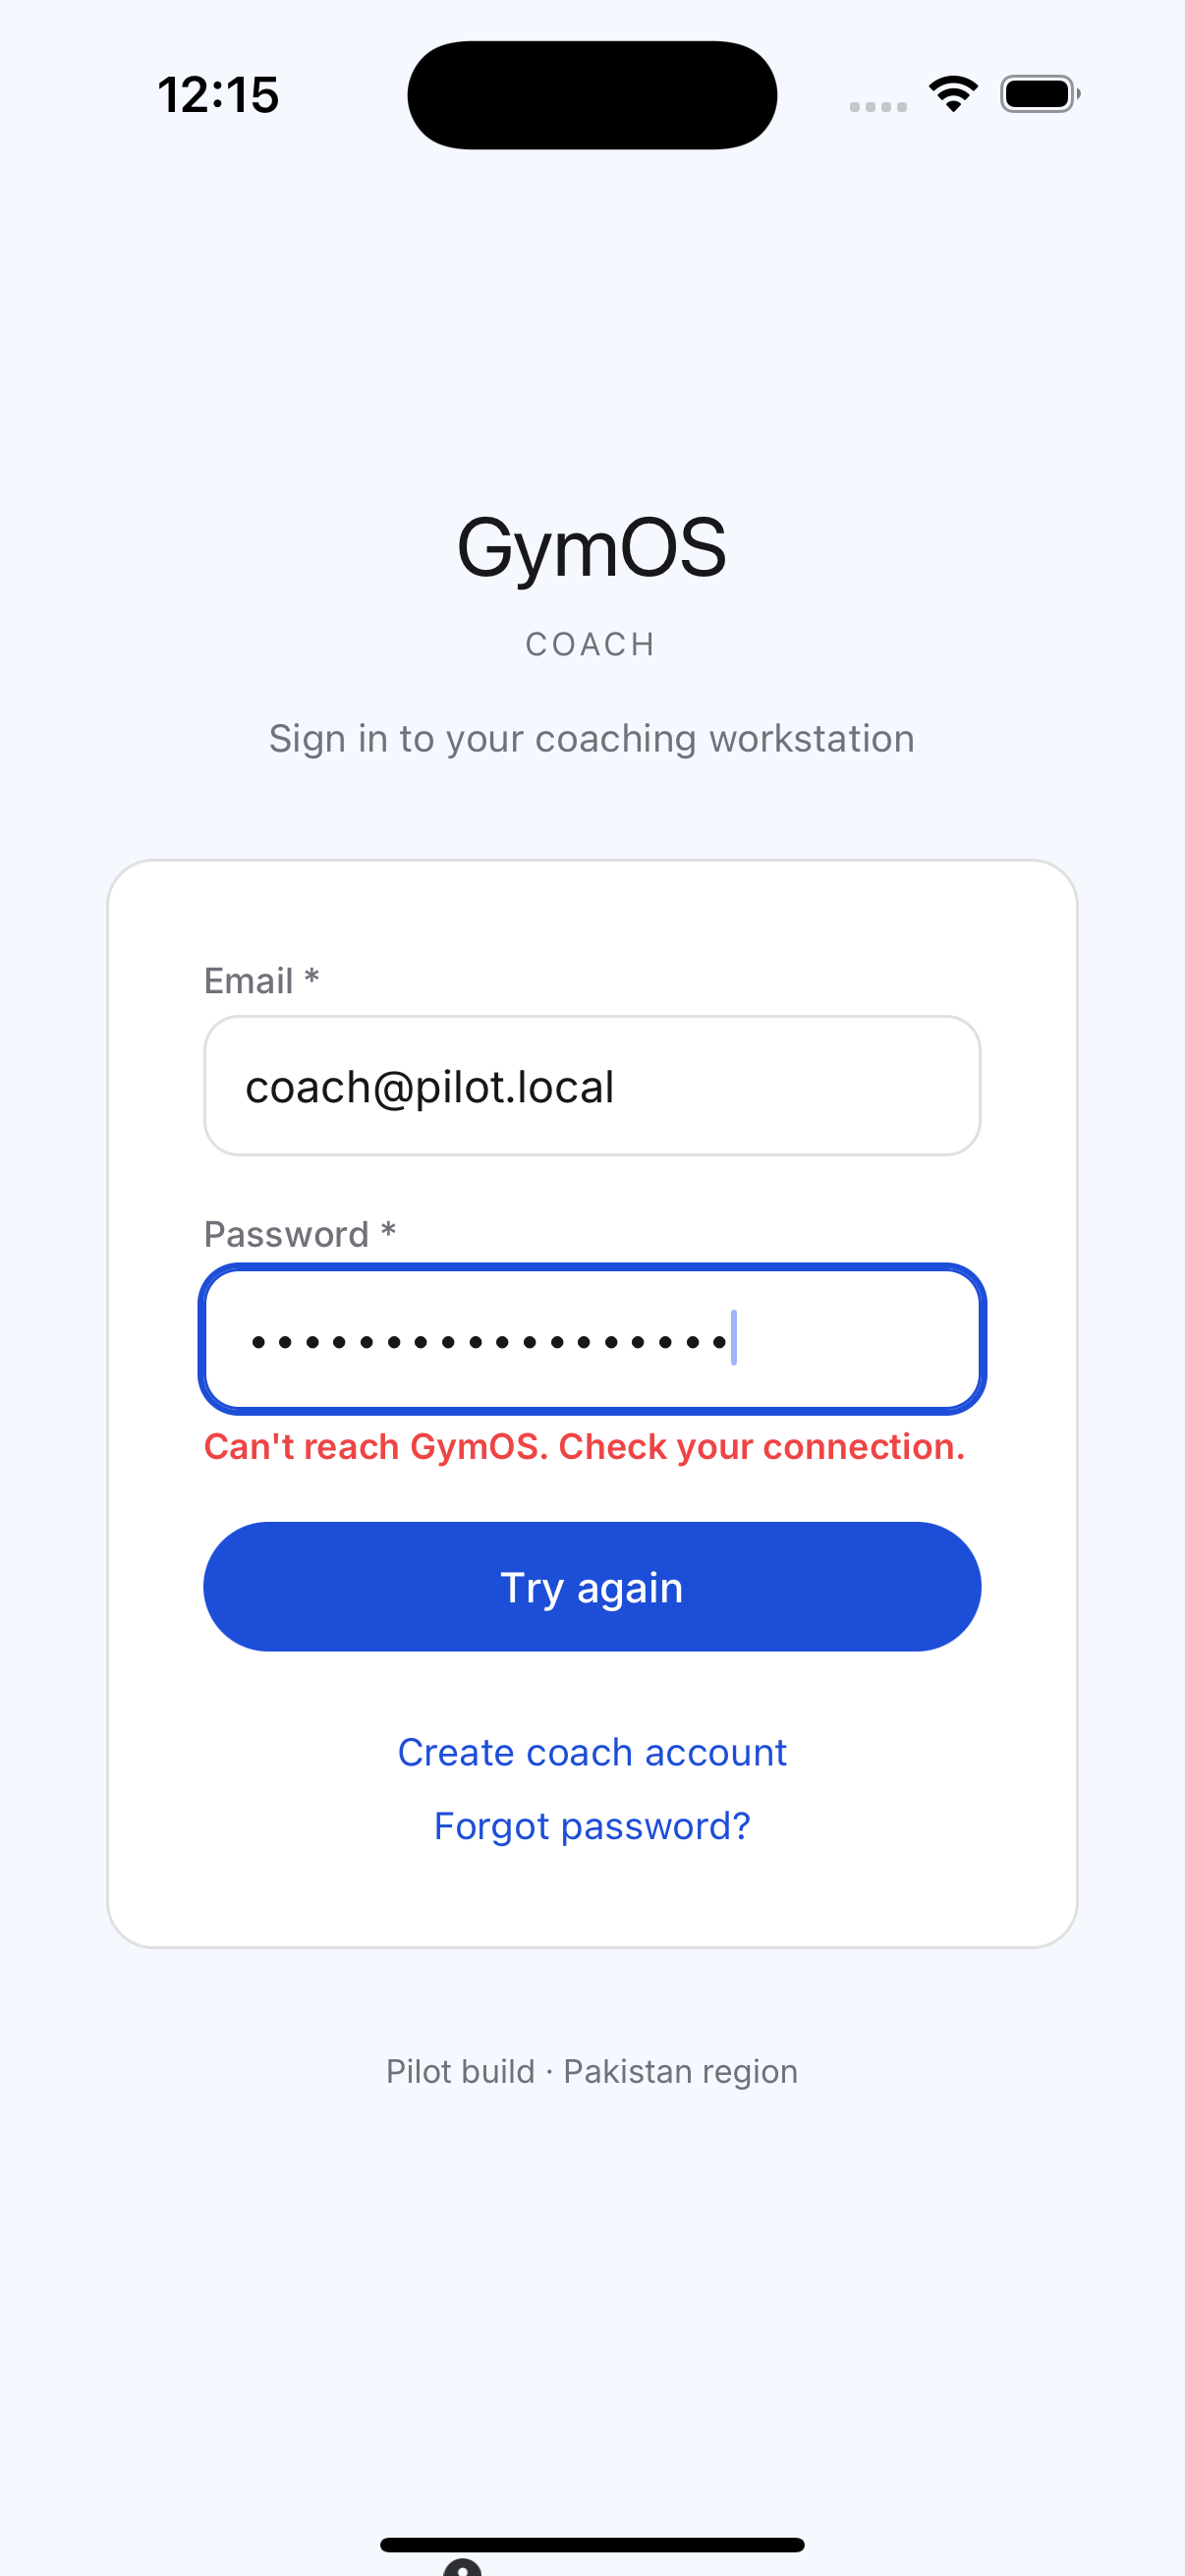 12:15
GymOS
COACH
Sign in to your coaching workstation
Email *
coach@pilot.local
Password *
••••••••••••••••••
Can't reach GymOS. Check your connection.
Try again
Create coach account
Forgot password?
Pilot build · Pakistan region